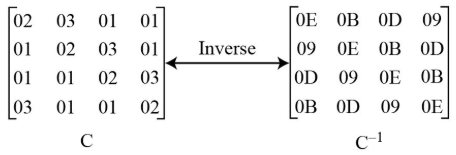 02 03 01 01 0E 0B 0D 09
01 02 03 01 Inverse 09 0E 0B 0D
01 01 02 03 0D 09 0E 0B
03 01 01 02 0B 0D 09 0E
C C⁻¹